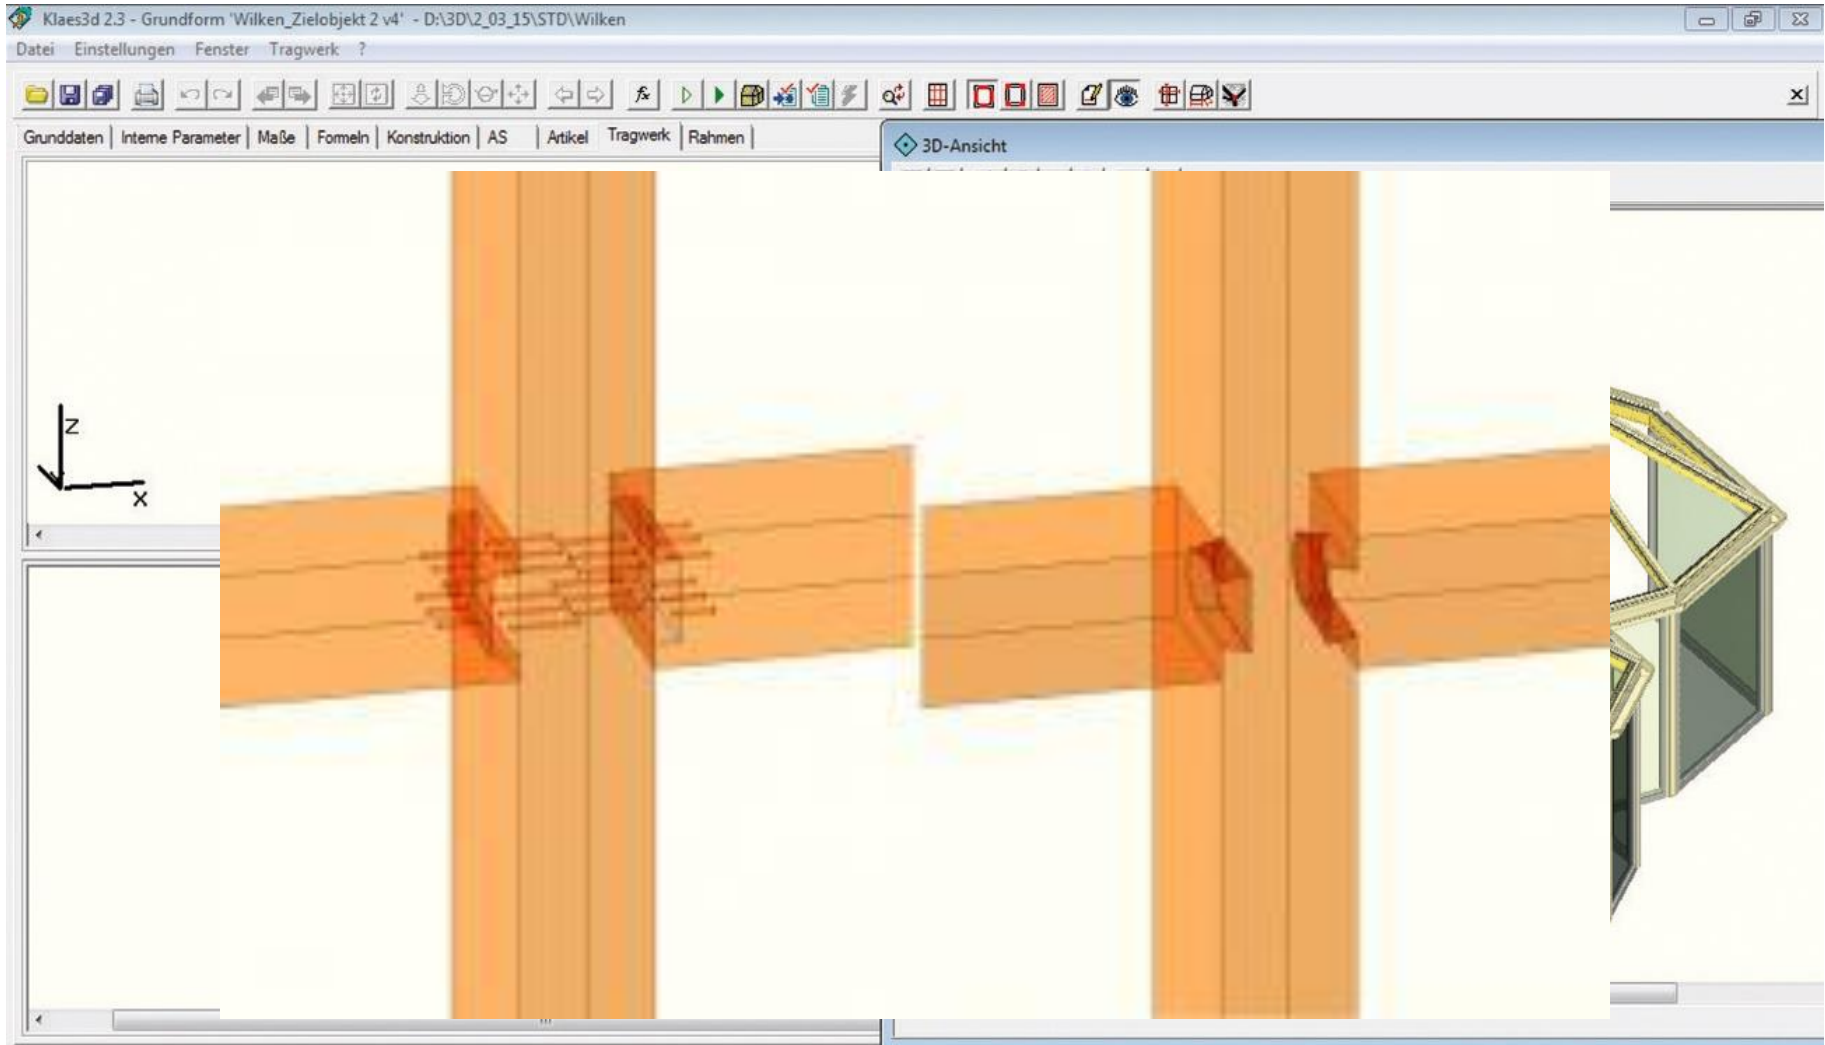 Klaes3d 2.3 - Grundform 'Wilken_Zielobjekt 2 v4' - D:\3D\2_03_15\STD\Wilken
Datei Einstellungen Fenster Tragwerk ?
fx
Grunddaten Interne Parameter Maße Formeln Konstruktion AS Artikel Tragwerk Rahmen
3D-Ansicht
z
x